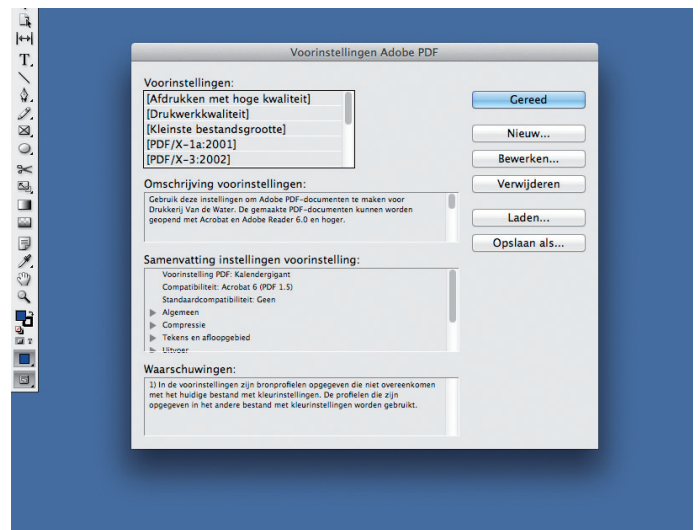 Voorinstellingen Adobe PDF
Voorinstellingen:
[Afdrukken met hoge kwaliteit]
[Drukwerkkwaliteit]
[Kleinste bestandsgrootte]
[PDF/X-1a:2001]
[PDF/X-3:2002]
Gereed
Nieuw...
Bewerken...
Verwijderen
Laden...
Opslaan als...
Omschrijving voorinstellingen:
Gebruik deze instellingen om Adobe PDF-documenten te maken voor
Drukkerij Van de Water. De gemaakte PDF-documenten kunnen worden
geopend met Acrobat en Adobe Reader 6.0 en hoger.
Samenvatting instellingen voorinstelling:
Voorinstelling PDF: Kalendergigant
Compatibiliteit: Acrobat 6 (PDF 1.5)
Standaardcompatibiliteit: Geen
Algemeen
Compressie
Tekens en afloopgebied
Uitvoer
Waarschuwingen:
1) In de voorinstellingen zijn bronprofielen opgegeven die niet overeenkomen
met het huidige bestand met kleurinstellingen. De profielen die zijn
opgegeven in het andere bestand met kleurinstellingen worden gebruikt.